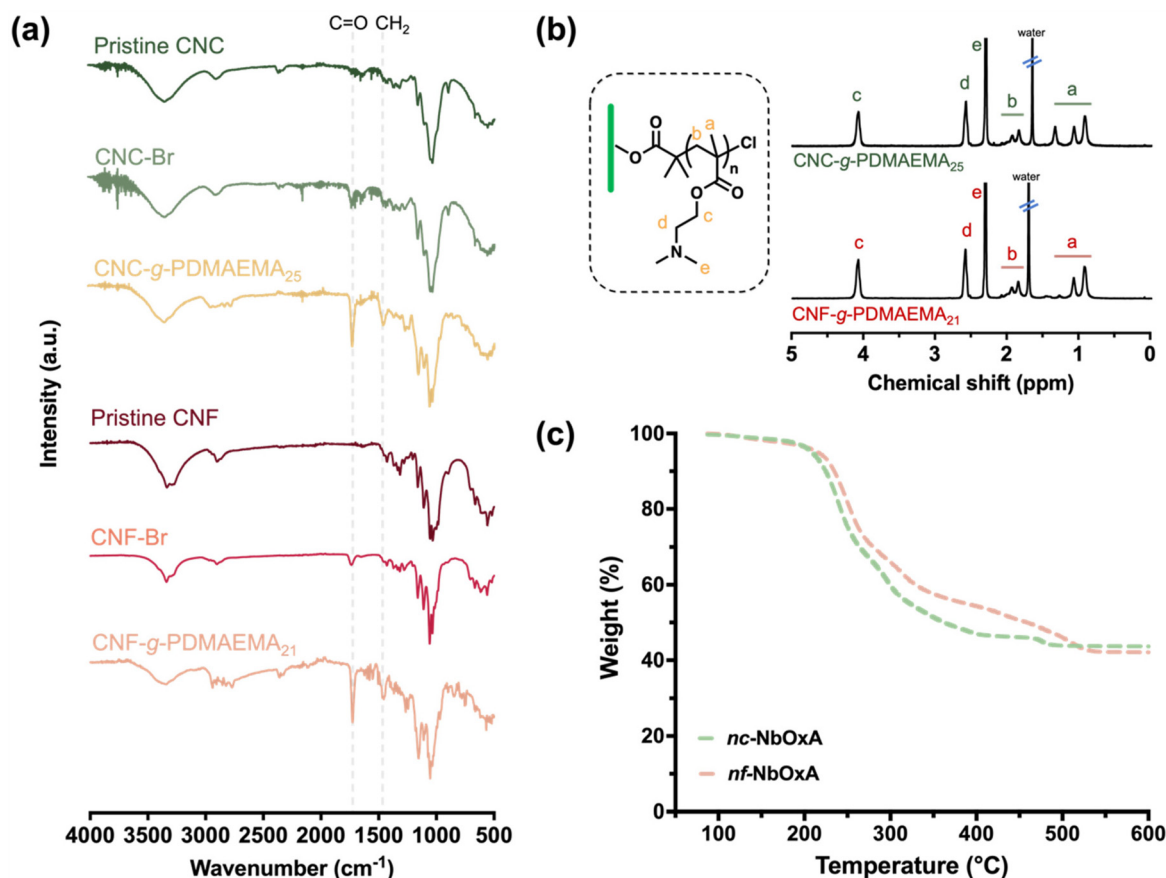 (a)
C=O CH₂
Pristine CNC
CNC-Br
CNC-g-PDMAEMA₂₅
Pristine CNF
CNF-Br
CNF-g-PDMAEMA₂₁
Intensity (a.u.)
4000 3500 3000 2500 2000 1500 1000 500
Wavenumber (cm⁻¹)
(b)
O
O
b
a
Cl
n
O
O
c
d
N
e
water
e
d
c
b
a
CNC-g-PDMAEMA₂₅
water
e
d
c
b
a
CNF-g-PDMAEMA₂₁
5 4 3 2 1 0
Chemical shift (ppm)
(c)
100
80
60
40
20
0
Weight (%)
nc-NbOxA
nf-NbOxA
100 200 300 400 500 600
Temperature (°C)